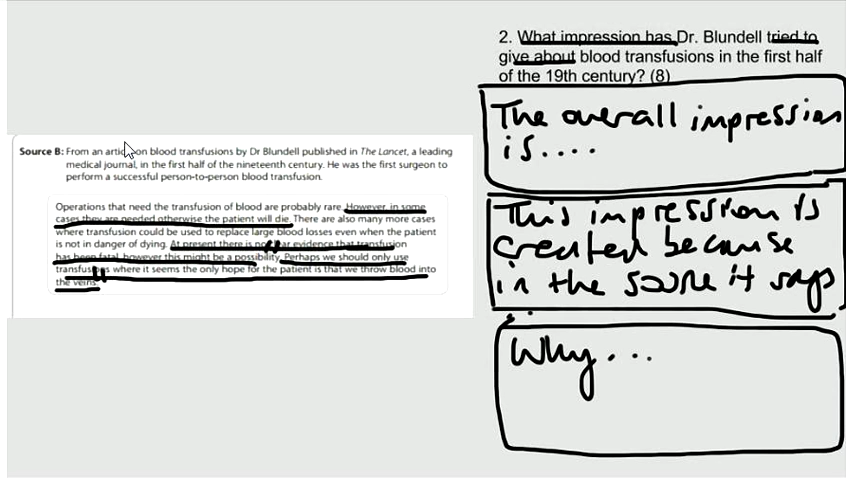 2. What impression has Dr. Blundell tried to
give about blood transfusions in the first half
of the 19th century? (8)
The overall impression
is....
Source B: From an artic on blood transfusions by Dr Blundell published in The Lancet, a leading
medical journal, in the first half of the nineteenth century. He was the first surgeon to
perform a successful person-to-person blood transfusion.
Operations that need the transfusion of blood are probably rare. However, in some
cases they are needed otherwise the patient will die. There are also many more cases
where transfusion could be used to replace large blood losses even when the patient
is not in danger of dying. At present there is no evidence that transfusion
has been fatal, however this might be a possibility. Perhaps we should only use
transfusions where it seems the only hope for the patient is that we throw blood into
the veins.
This impression is
created because
in the source it says
Why...